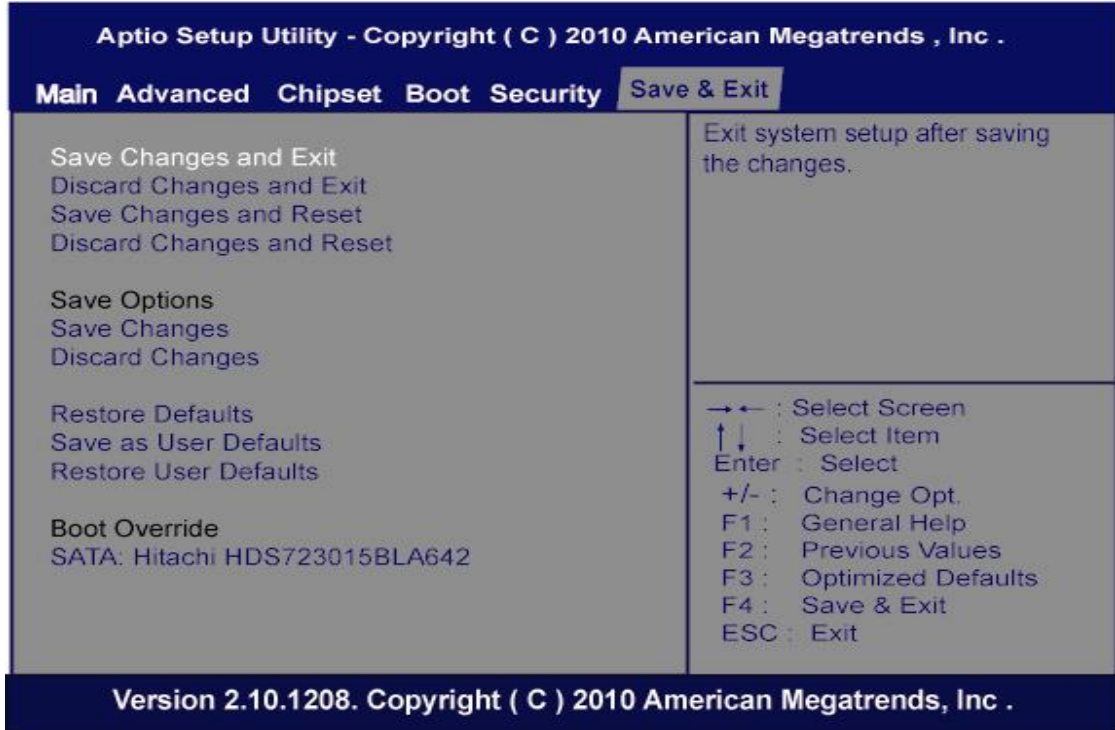 Aptio Setup Utility - Copyright ( C ) 2010 American Megatrends , Inc .
Main Advanced Chipset Boot Security Save & Exit
Save Changes and Exit
Discard Changes and Exit
Save Changes and Reset
Discard Changes and Reset
Save Options
Save Changes
Discard Changes
Restore Defaults
Save as User Defaults
Restore User Defaults
Boot Override
SATA: Hitachi HDS723015BLA642
Exit system setup after saving
the changes.
→← : Select Screen
↑↓ : Select Item
Enter : Select
+/- : Change Opt.
F1 : General Help
F2 : Previous Values
F3 : Optimized Defaults
F4 : Save & Exit
ESC : Exit
Version 2.10.1208. Copyright ( C ) 2010 American Megatrends, Inc .